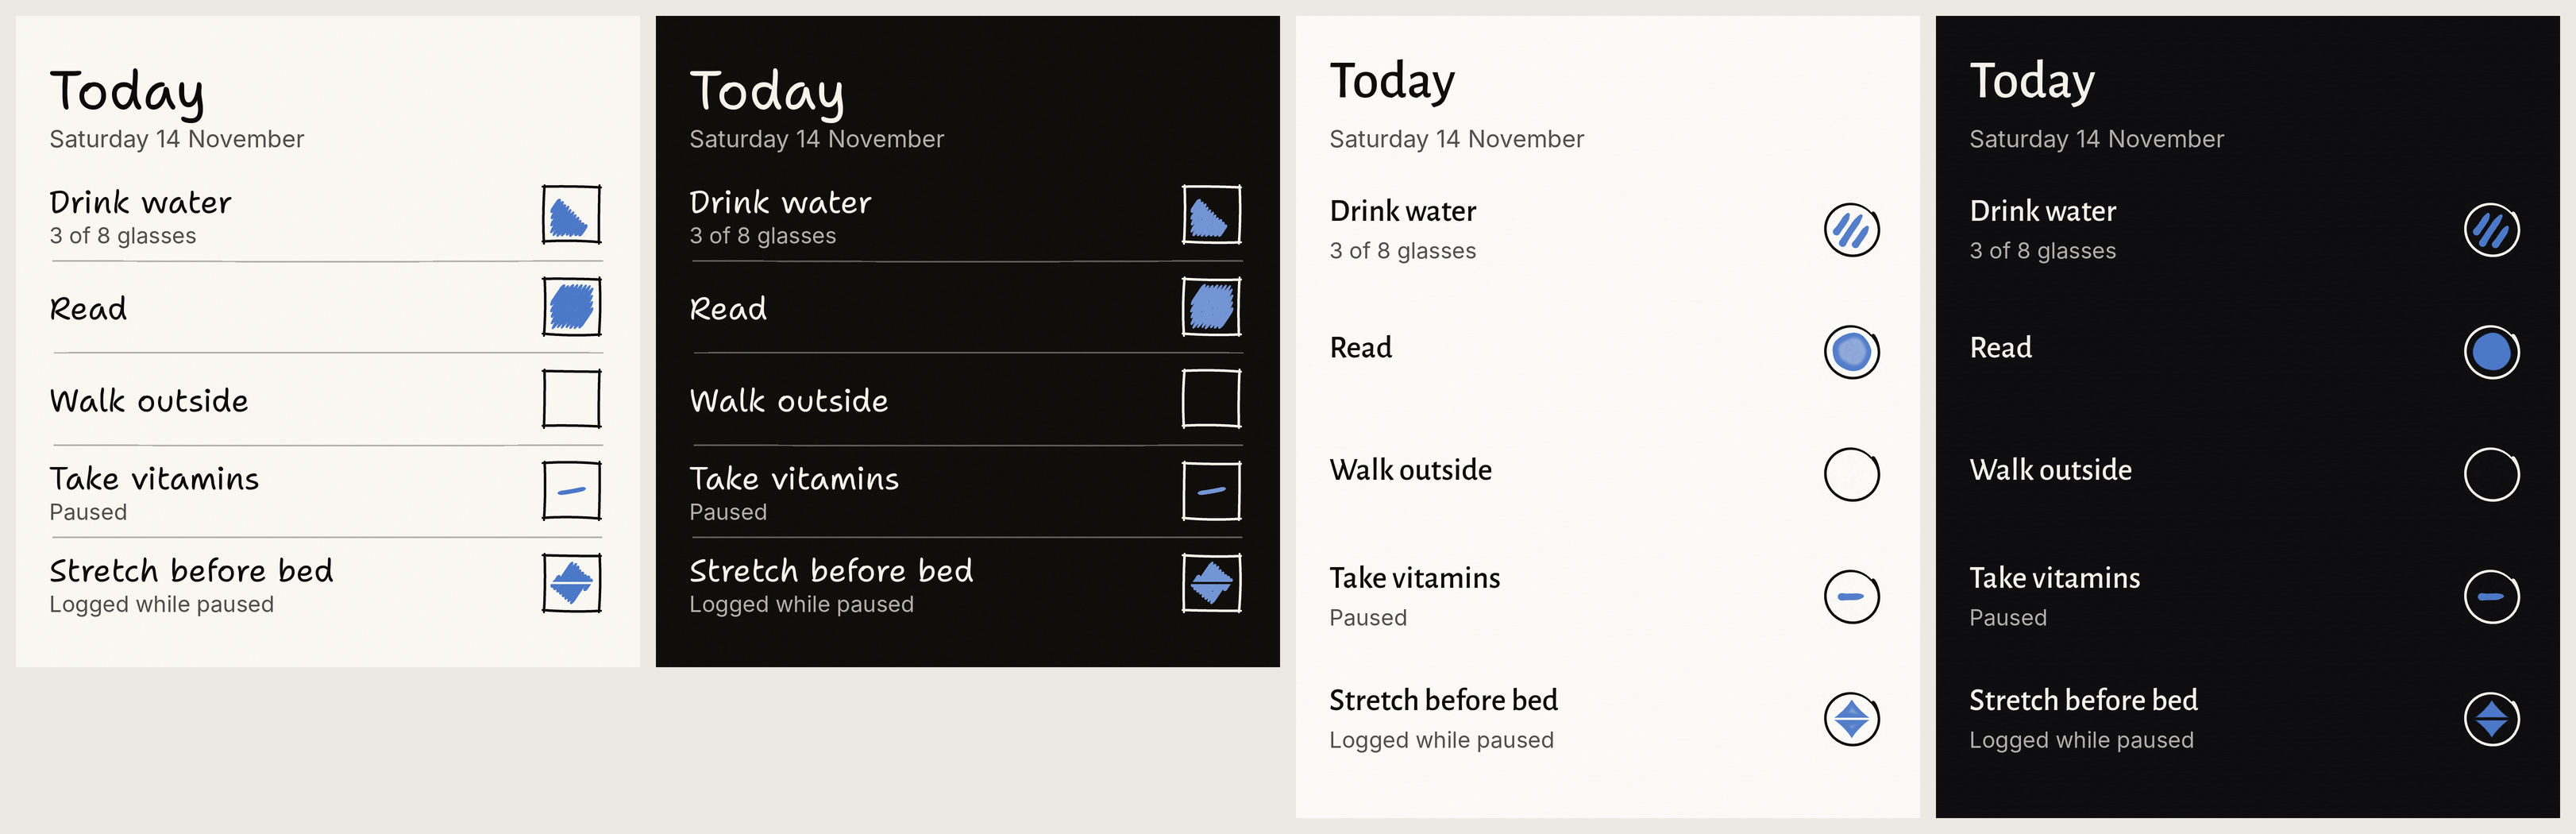 Today
Saturday 14 November
Drink water
3 of 8 glasses
Read
Walk outside
Take vitamins
Paused
Stretch before bed
Logged while paused
Today
Saturday 14 November
Drink water
3 of 8 glasses
Read
Walk outside
Take vitamins
Paused
Stretch before bed
Logged while paused
Today
Saturday 14 November
Drink water
3 of 8 glasses
Read
Walk outside
Take vitamins
Paused
Stretch before bed
Logged while paused
Today
Saturday 14 November
Drink water
3 of 8 glasses
Read
Walk outside
Take vitamins
Paused
Stretch before bed
Logged while paused